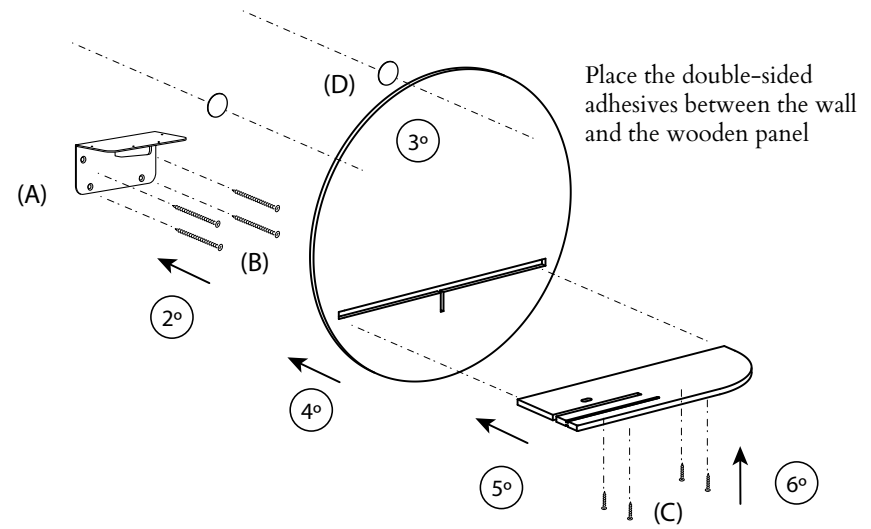 (D)
Place the double-sided
adhesives between the wall
and the wooden panel
3º
(A)
(B)
2º
4º
5º
(C)
6º